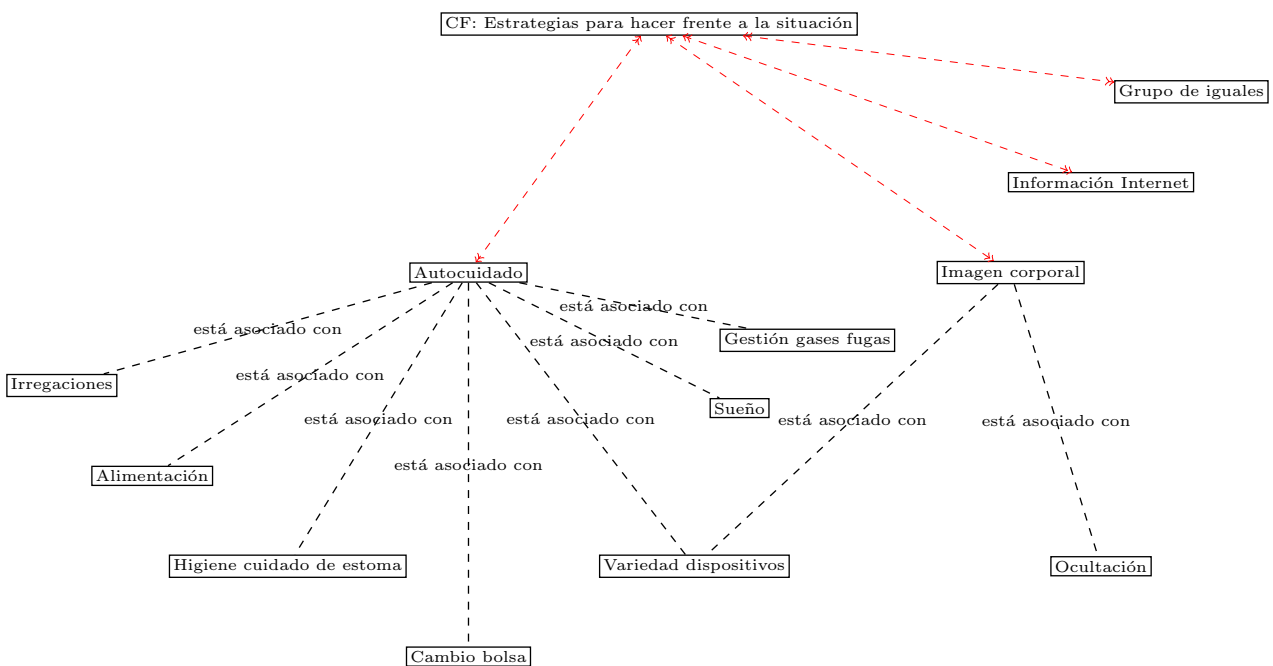 CF: Estrategias para hacer frente a la situación
Grupo de iguales
Información Internet
Autocuidado
Imagen corporal
está asociado con
está asociado con
Gestión gases fugas
está asociado con
está asociado con
Irregaciones
Sueño
está asociado con
está asociado con
está asociado con
está asociado con
está asociado con
Alimentación
Higiene cuidado de estoma
Variedad dispositivos
Ocultación
Cambio bolsa